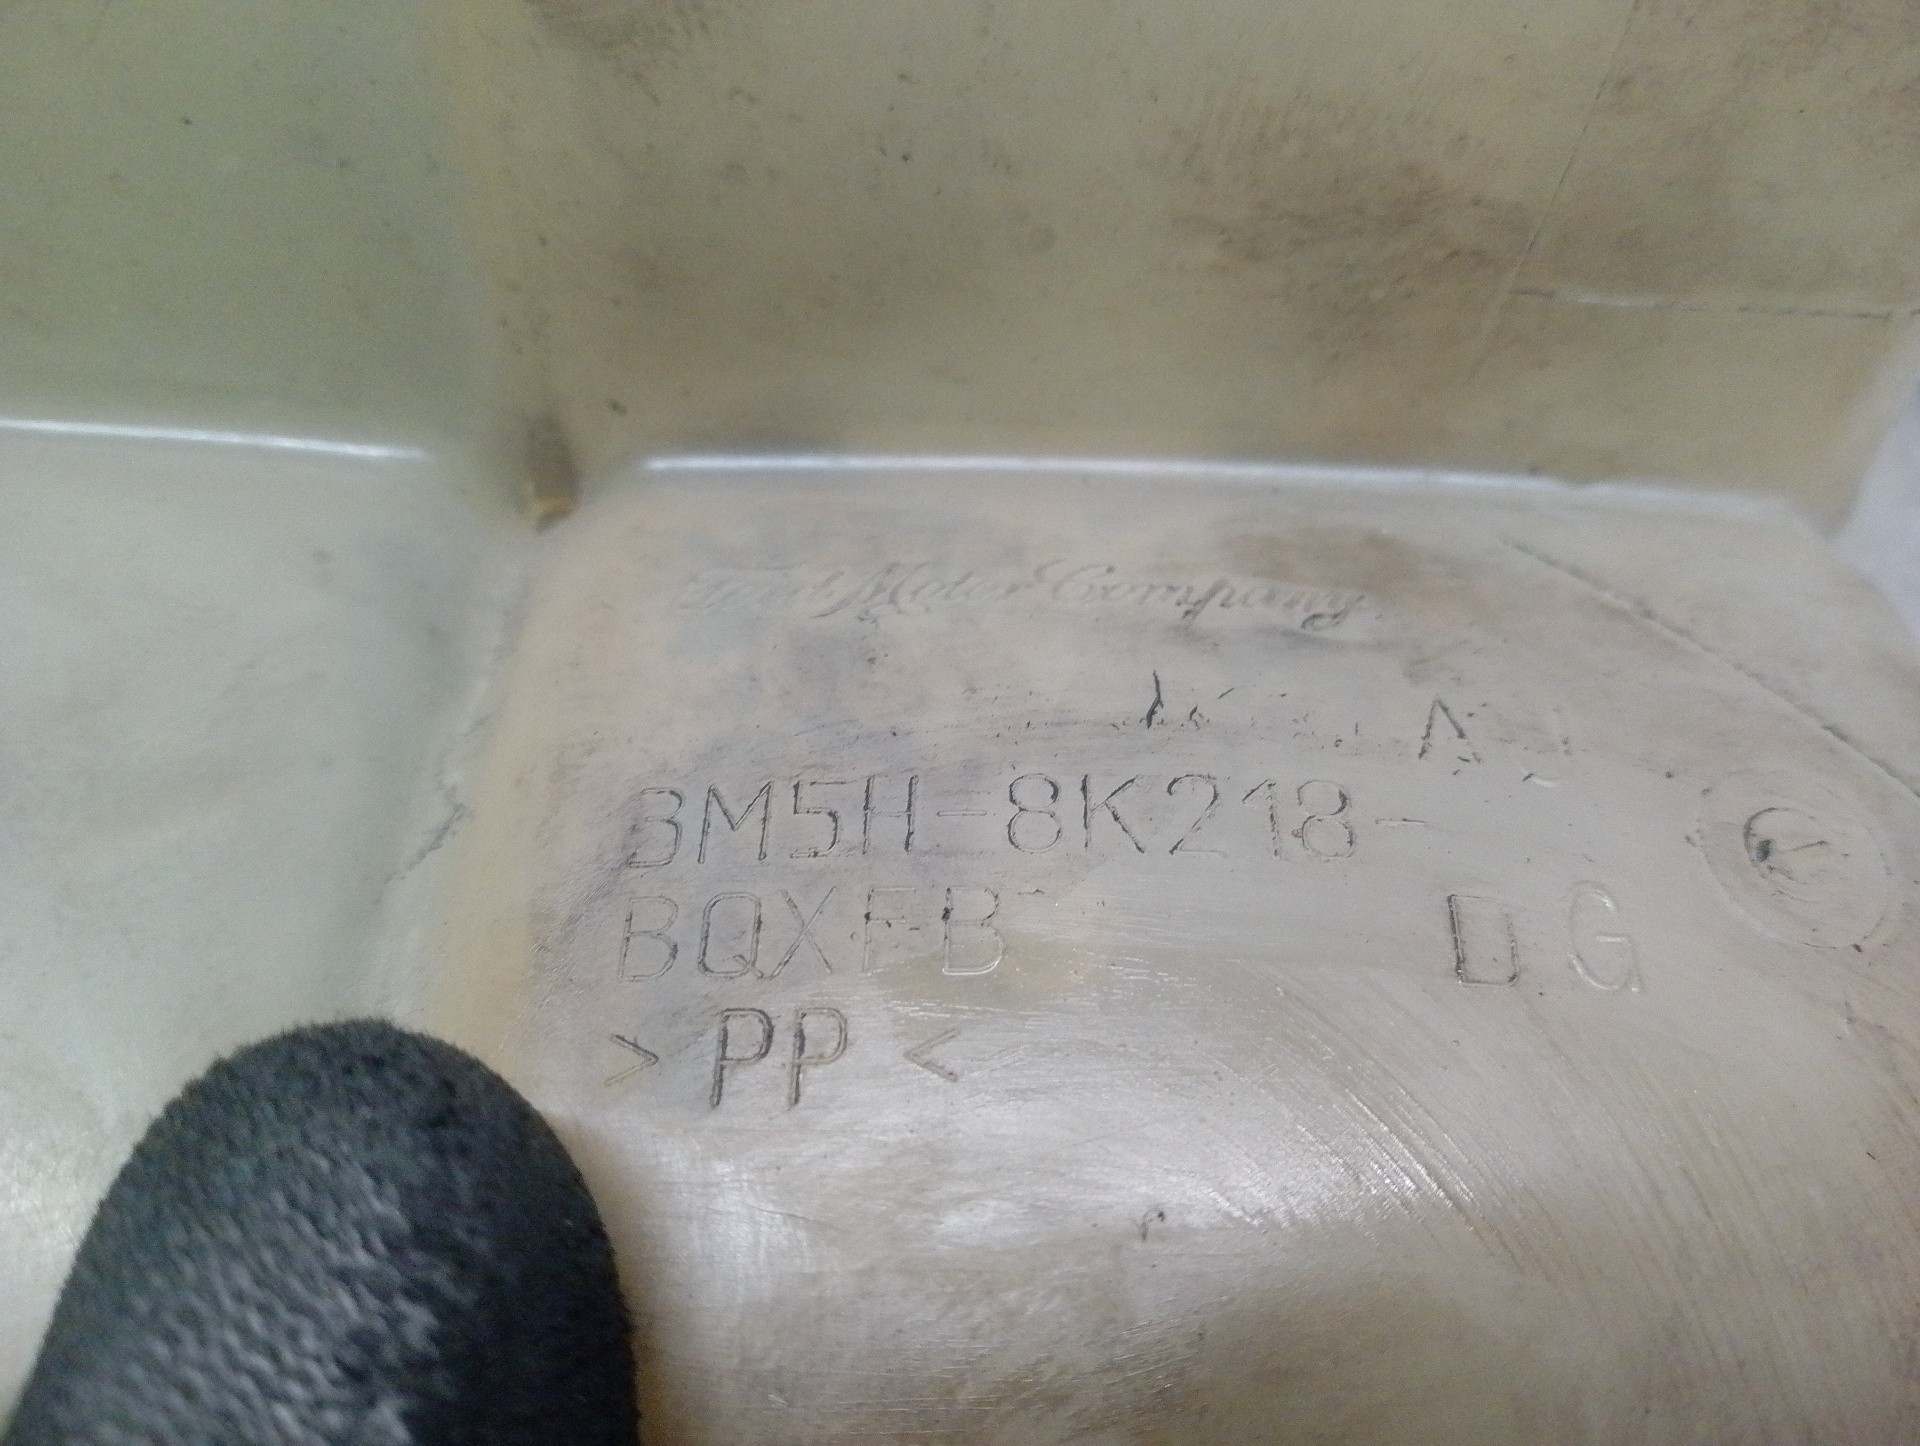 Ford Motor Company
3M5H-8K218-
BQXFB D G
> PP <